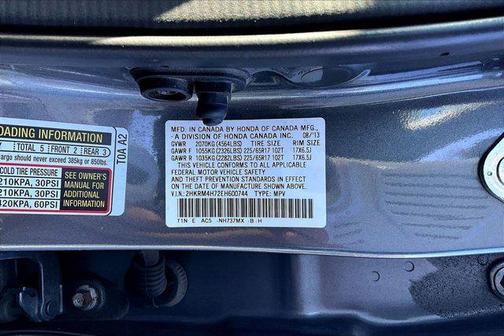 OADING INFORMATION
TOTAL 5 FRONT 2 REAR 3
argo should never exceed 385kg or 850lbs.
COLD TIRE PRESSURE
210KPA, 30PSI
210KPA, 30PSI
420KPA, 60PSI
SEE OWNER'S
MANUAL FOR
ADDITIONAL
INFORMATION
T0A A2
MFD. IN CANADA BY HONDA OF CANADA MFG.,
-A DIVISION OF HONDA CANADA INC. 08/'13
GVWR 2070KG (4564LBS) TIRE SIZE RIM SIZE
GAWR F 1055KG (2326LBS) 225/65R17 102T 17X6.5J
GAWR R 1035KG (2282LBS) 225/65R17 102T 17X6.5J
THIS VEHICLE CONFORMS TO ALL APPLICABLE
FEDERAL MOTOR VEHICLE SAFETY AND
THEFT PREVENTION STANDARDS IN EFFECT ON
THE DATE OF MANUFACTURE SHOWN ABOVE.
V.I.N.: 2HKRM4H72EH600744 TYPE: MPV
T1N E AC5 NH737MX B H